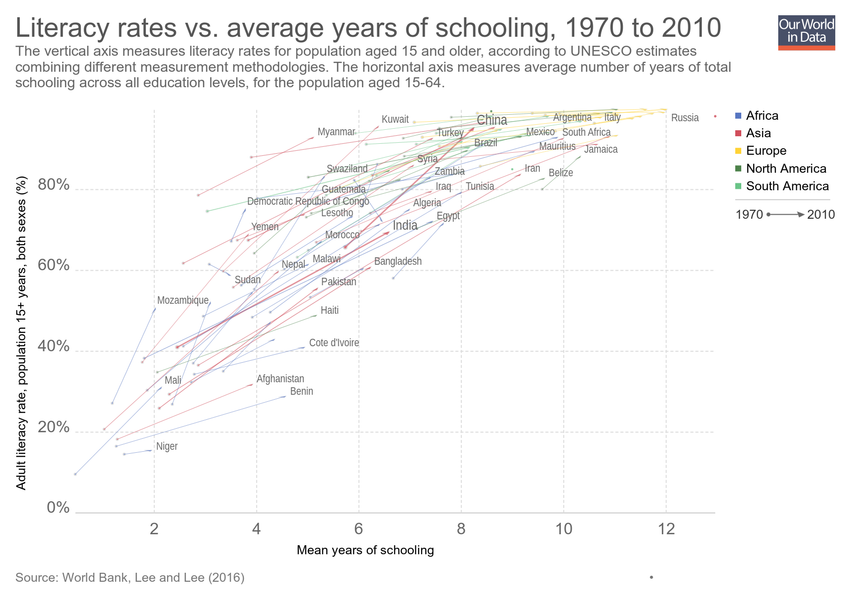 Literacy rates vs. average years of schooling, 1970 to 2010
Our World
in Data
The vertical axis measures literacy rates for population aged 15 and older, according to UNESCO estimates
combining different measurement methodologies. The horizontal axis measures average number of years of total
schooling across all education levels, for the population aged 15-64.
Adult literacy rate, population 15+ years, both sexes (%)
80%
60%
40%
20%
0%
Kuwait
China
Argentina
Italy
Russia
Myanmar
Turkey
Mexico
South Africa
Brazil
Mauritius
Jamaica
Syria
Swaziland
Zambia
Iran
Belize
Guatemala
Iraq
Tunisia
Democratic Republic of Congo
Algeria
Lesotho
Egypt
Yemen
India
Morocco
Malawi
Bangladesh
Nepal
Sudan
Pakistan
Mozambique
Haiti
Cote d'Ivoire
Mali
Afghanistan
Benin
Niger
2
4
6
8
10
12
Mean years of schooling
Africa
Asia
Europe
North America
South America
1970
2010
Source: World Bank, Lee and Lee (2016)